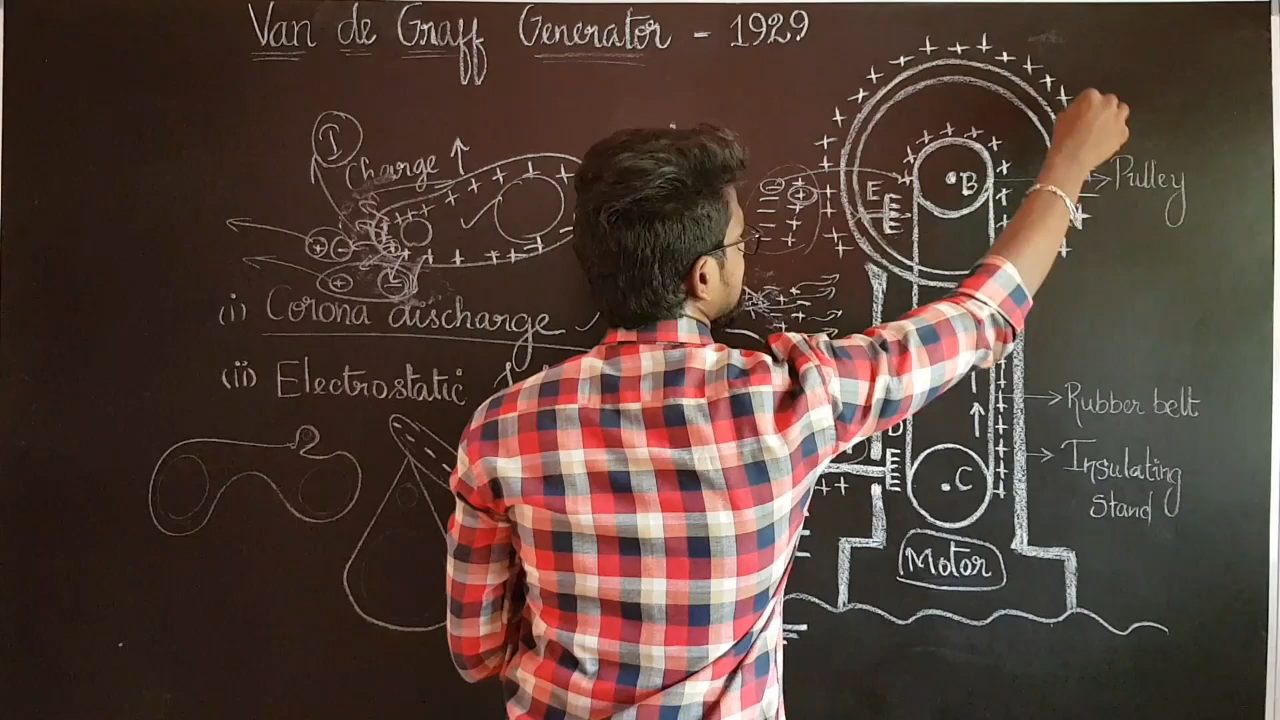 Van de Graff Generator - 1929
I
Charge ↑
(i) Corona discharge
(ii) Electrostatic
B
Pulley
E
D
Rubber belt
Insulating
Stand
C
Motor